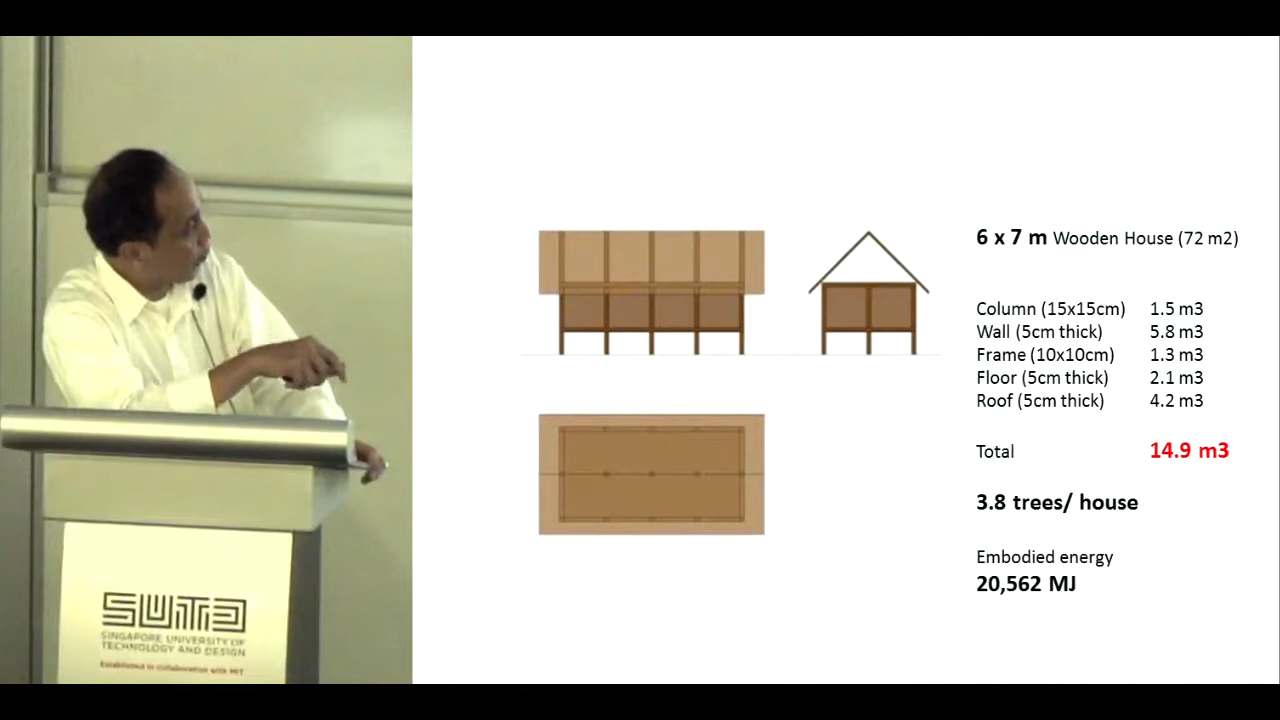 6 x 7 m Wooden House (72 m2)
Column (15x15cm) 1.5 m3
Wall (5cm thick) 5.8 m3
Frame (10x10cm) 1.3 m3
Floor (5cm thick) 2.1 m3
Roof (5cm thick) 4.2 m3
Total 14.9 m3
3.8 trees/ house
Embodied energy
20,562 MJ
SUTD
SINGAPORE UNIVERSITY OF
TECHNOLOGY AND DESIGN
Established in collaboration with MIT